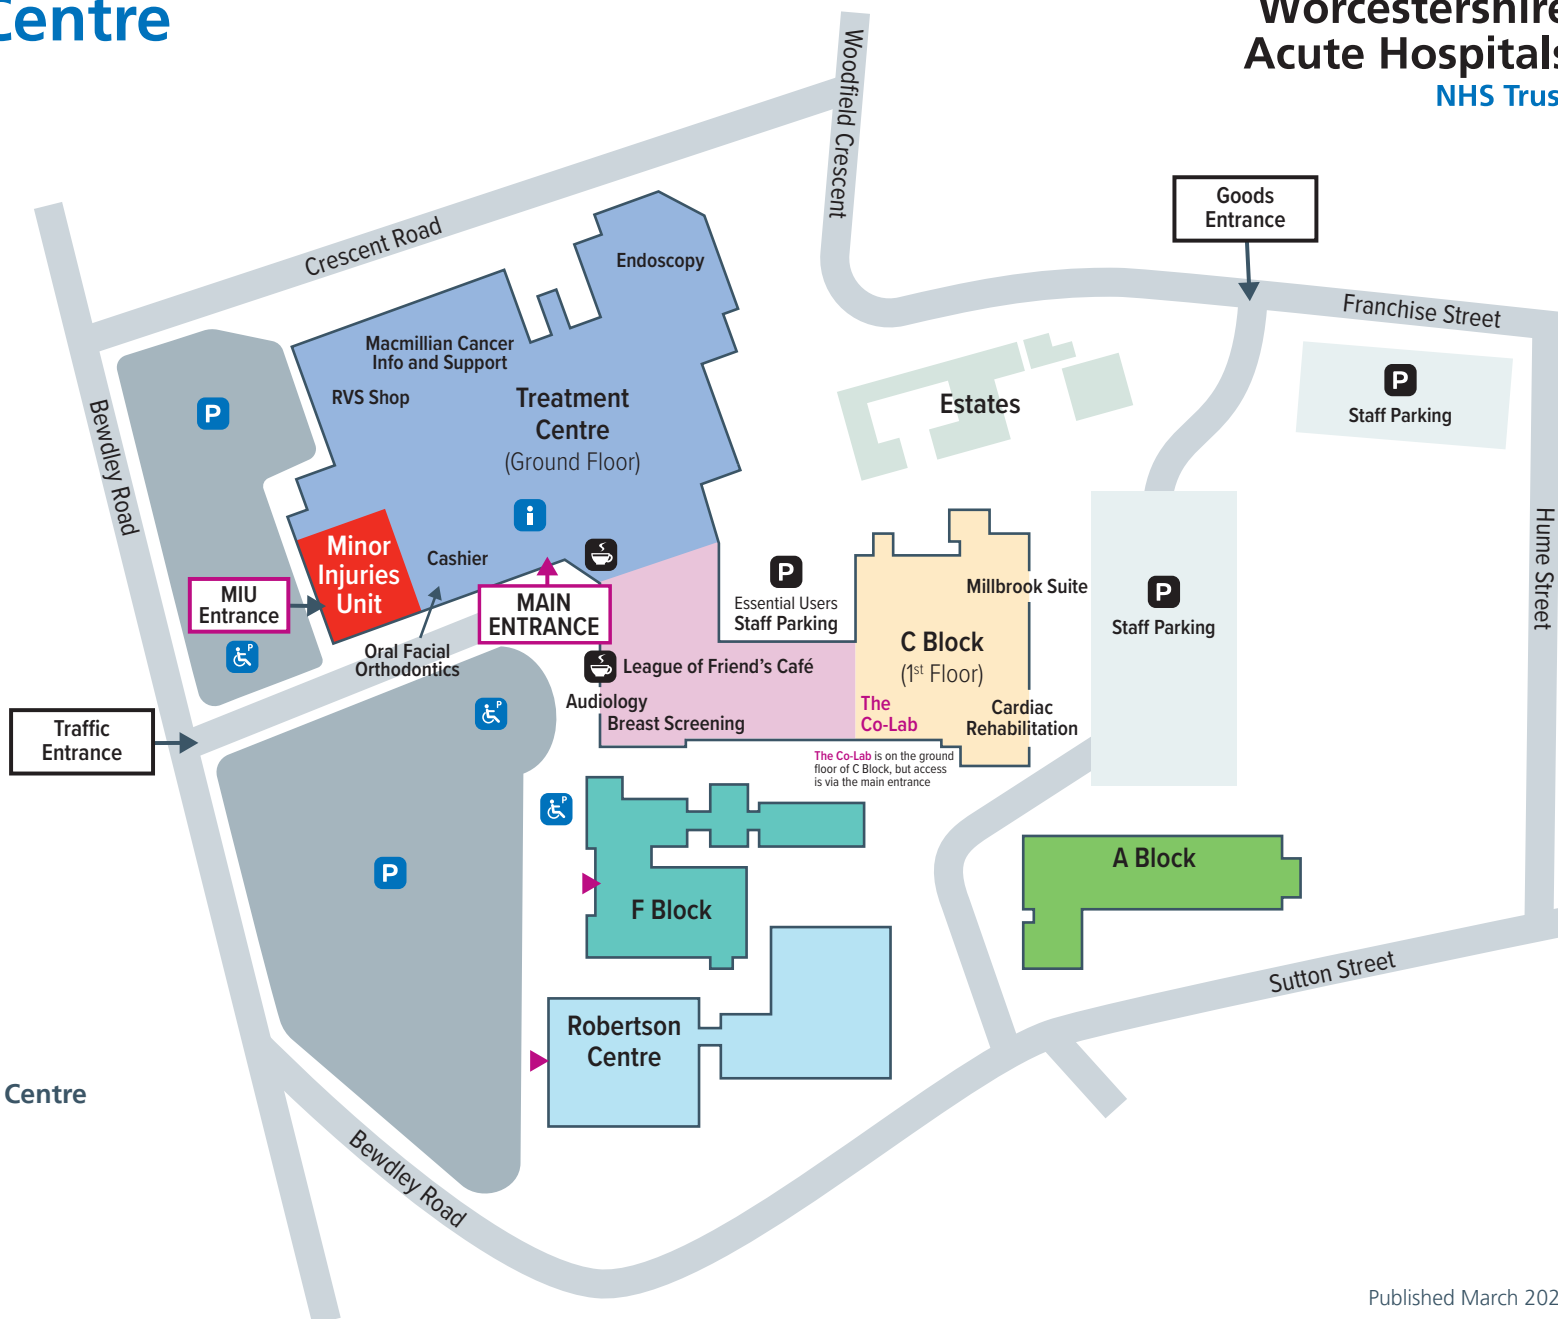 Centre
Worcestershire
Acute Hospitals
NHS Trus
Woodfield Crescent
Goods
Entrance
Crescent Road
Endoscopy
Franchise Street
Macmillian Cancer
Info and Support
RVS Shop
Treatment
Centre
(Ground Floor)
P
Estates
P
Staff Parking
Bewdley Road
i
Hume Street
Minor
Injuries
Unit
Cashier
MIU
Entrance
MAIN
ENTRANCE
P
Essential Users
Staff Parking
Millbrook Suite
P
Staff Parking
C Block
(1st Floor)
P
Oral Facial
Orthodontics
League of Friend's Café
Audiology
Breast Screening
The
Co-Lab
Cardiac
Rehabilitation
P
Traffic
Entrance
The Co-Lab is on the ground
floor of C Block, but access
is via the main entrance
P
P
A Block
F Block
Sutton Street
Robertson
Centre
Centre
Bewdley Road
Published March 202